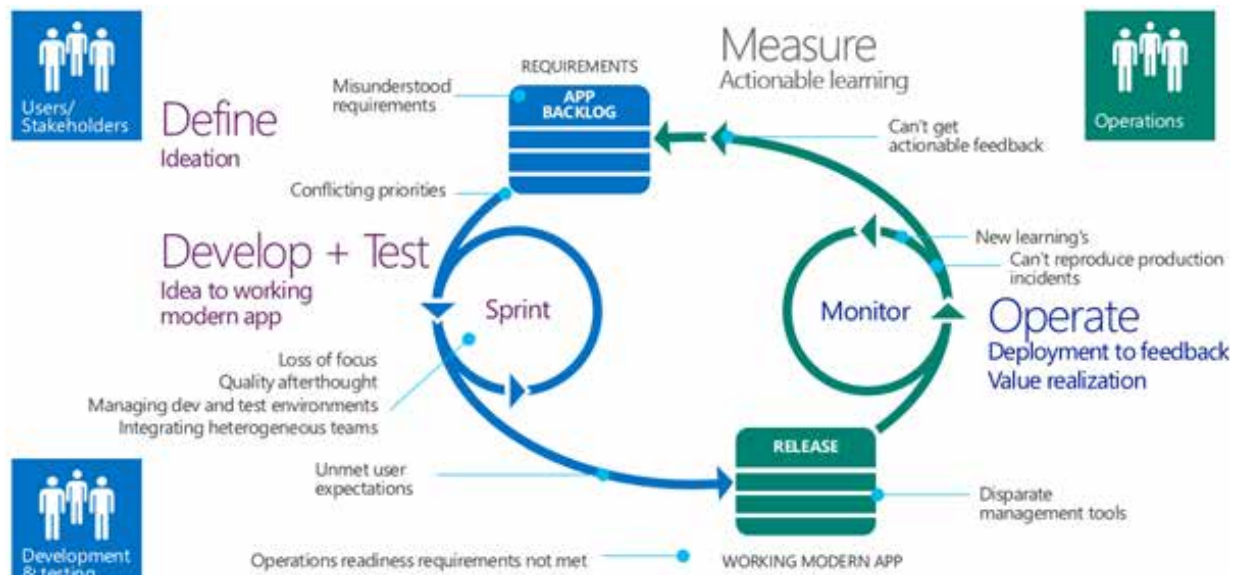 Users/
Stakeholders
Define
Ideation
Misunderstood
requirements
REQUIREMENTS
APP
BACKLOG
Measure
Actionable learning
Operations
Can't get
actionable feedback
Conflicting priorities
Develop + Test
Idea to working
modern app
Sprint
Monitor
New learning's
Can't reproduce production
incidents
Operate
Deployment to feedback
Value realization
Loss of focus
Quality afterthought
Managing dev and test environments
Integrating heterogeneous teams
Unmet user
expectations
RELEASE
Disparate
management tools
Development
& testing
Operations readiness requirements not met
WORKING MODERN APP